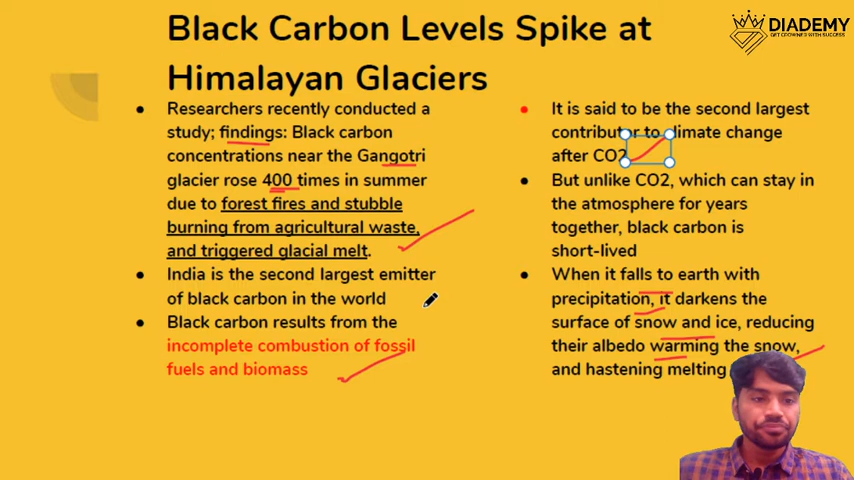 Black Carbon Levels Spike at
Himalayan Glaciers
DIADEMY
GET CROWNED WITH SUCCESS
Researchers recently conducted a
study; findings: Black carbon
concentrations near the Gangotri
glacier rose 400 times in summer
due to forest fires and stubble
burning from agricultural waste,
and triggered glacial melt.
India is the second largest emitter
of black carbon in the world
Black carbon results from the
incomplete combustion of fossil
fuels and biomass
It is said to be the second largest
contributor to climate change
after CO2
But unlike CO2, which can stay in
the atmosphere for years
together, black carbon is
short-lived
When it falls to earth with
precipitation, it darkens the
surface of snow and ice, reducing
their albedo warming the snow,
and hastening melting